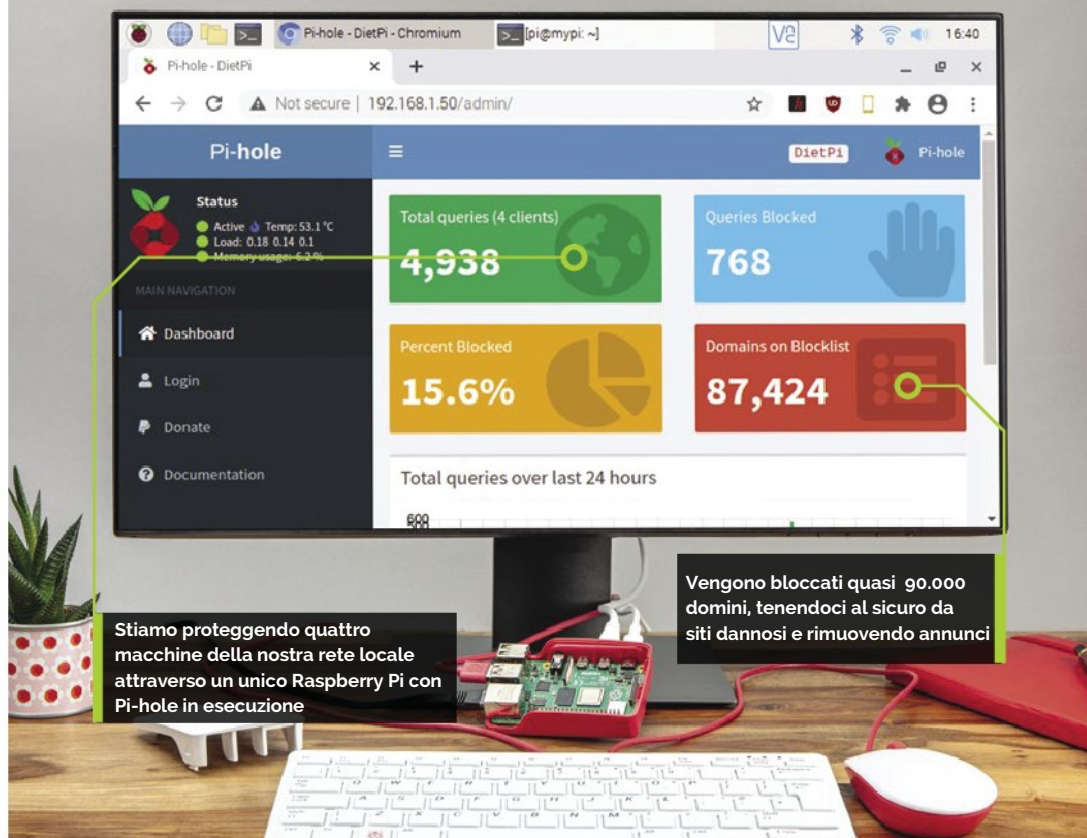 Pi-hole - DietPi - Chromium
[pi@mypi: ~]
16:40
Pi-hole - DietPi
Not secure | 192.168.1.50/admin/
Pi-hole
DietPi
Pi-hole
Status
Active Temp: 53.1 °C
Load: 0.18 0.14 0.1
Memory usage: 6.2 %
MAIN NAVIGATION
Dashboard
Login
Donate
Documentation
Total queries (4 clients)
4,938
Queries Blocked
768
Percent Blocked
15.6%
Domains on Blocklist
87,424
Total queries over last 24 hours
600
Stiamo proteggendo quattro
macchine della nostra rete locale
attraverso un unico Raspberry Pi con
Pi-hole in esecuzione
Vengono bloccati quasi 90.000
domini, tenendoci al sicuro da
siti dannosi e rimuovendo annunci